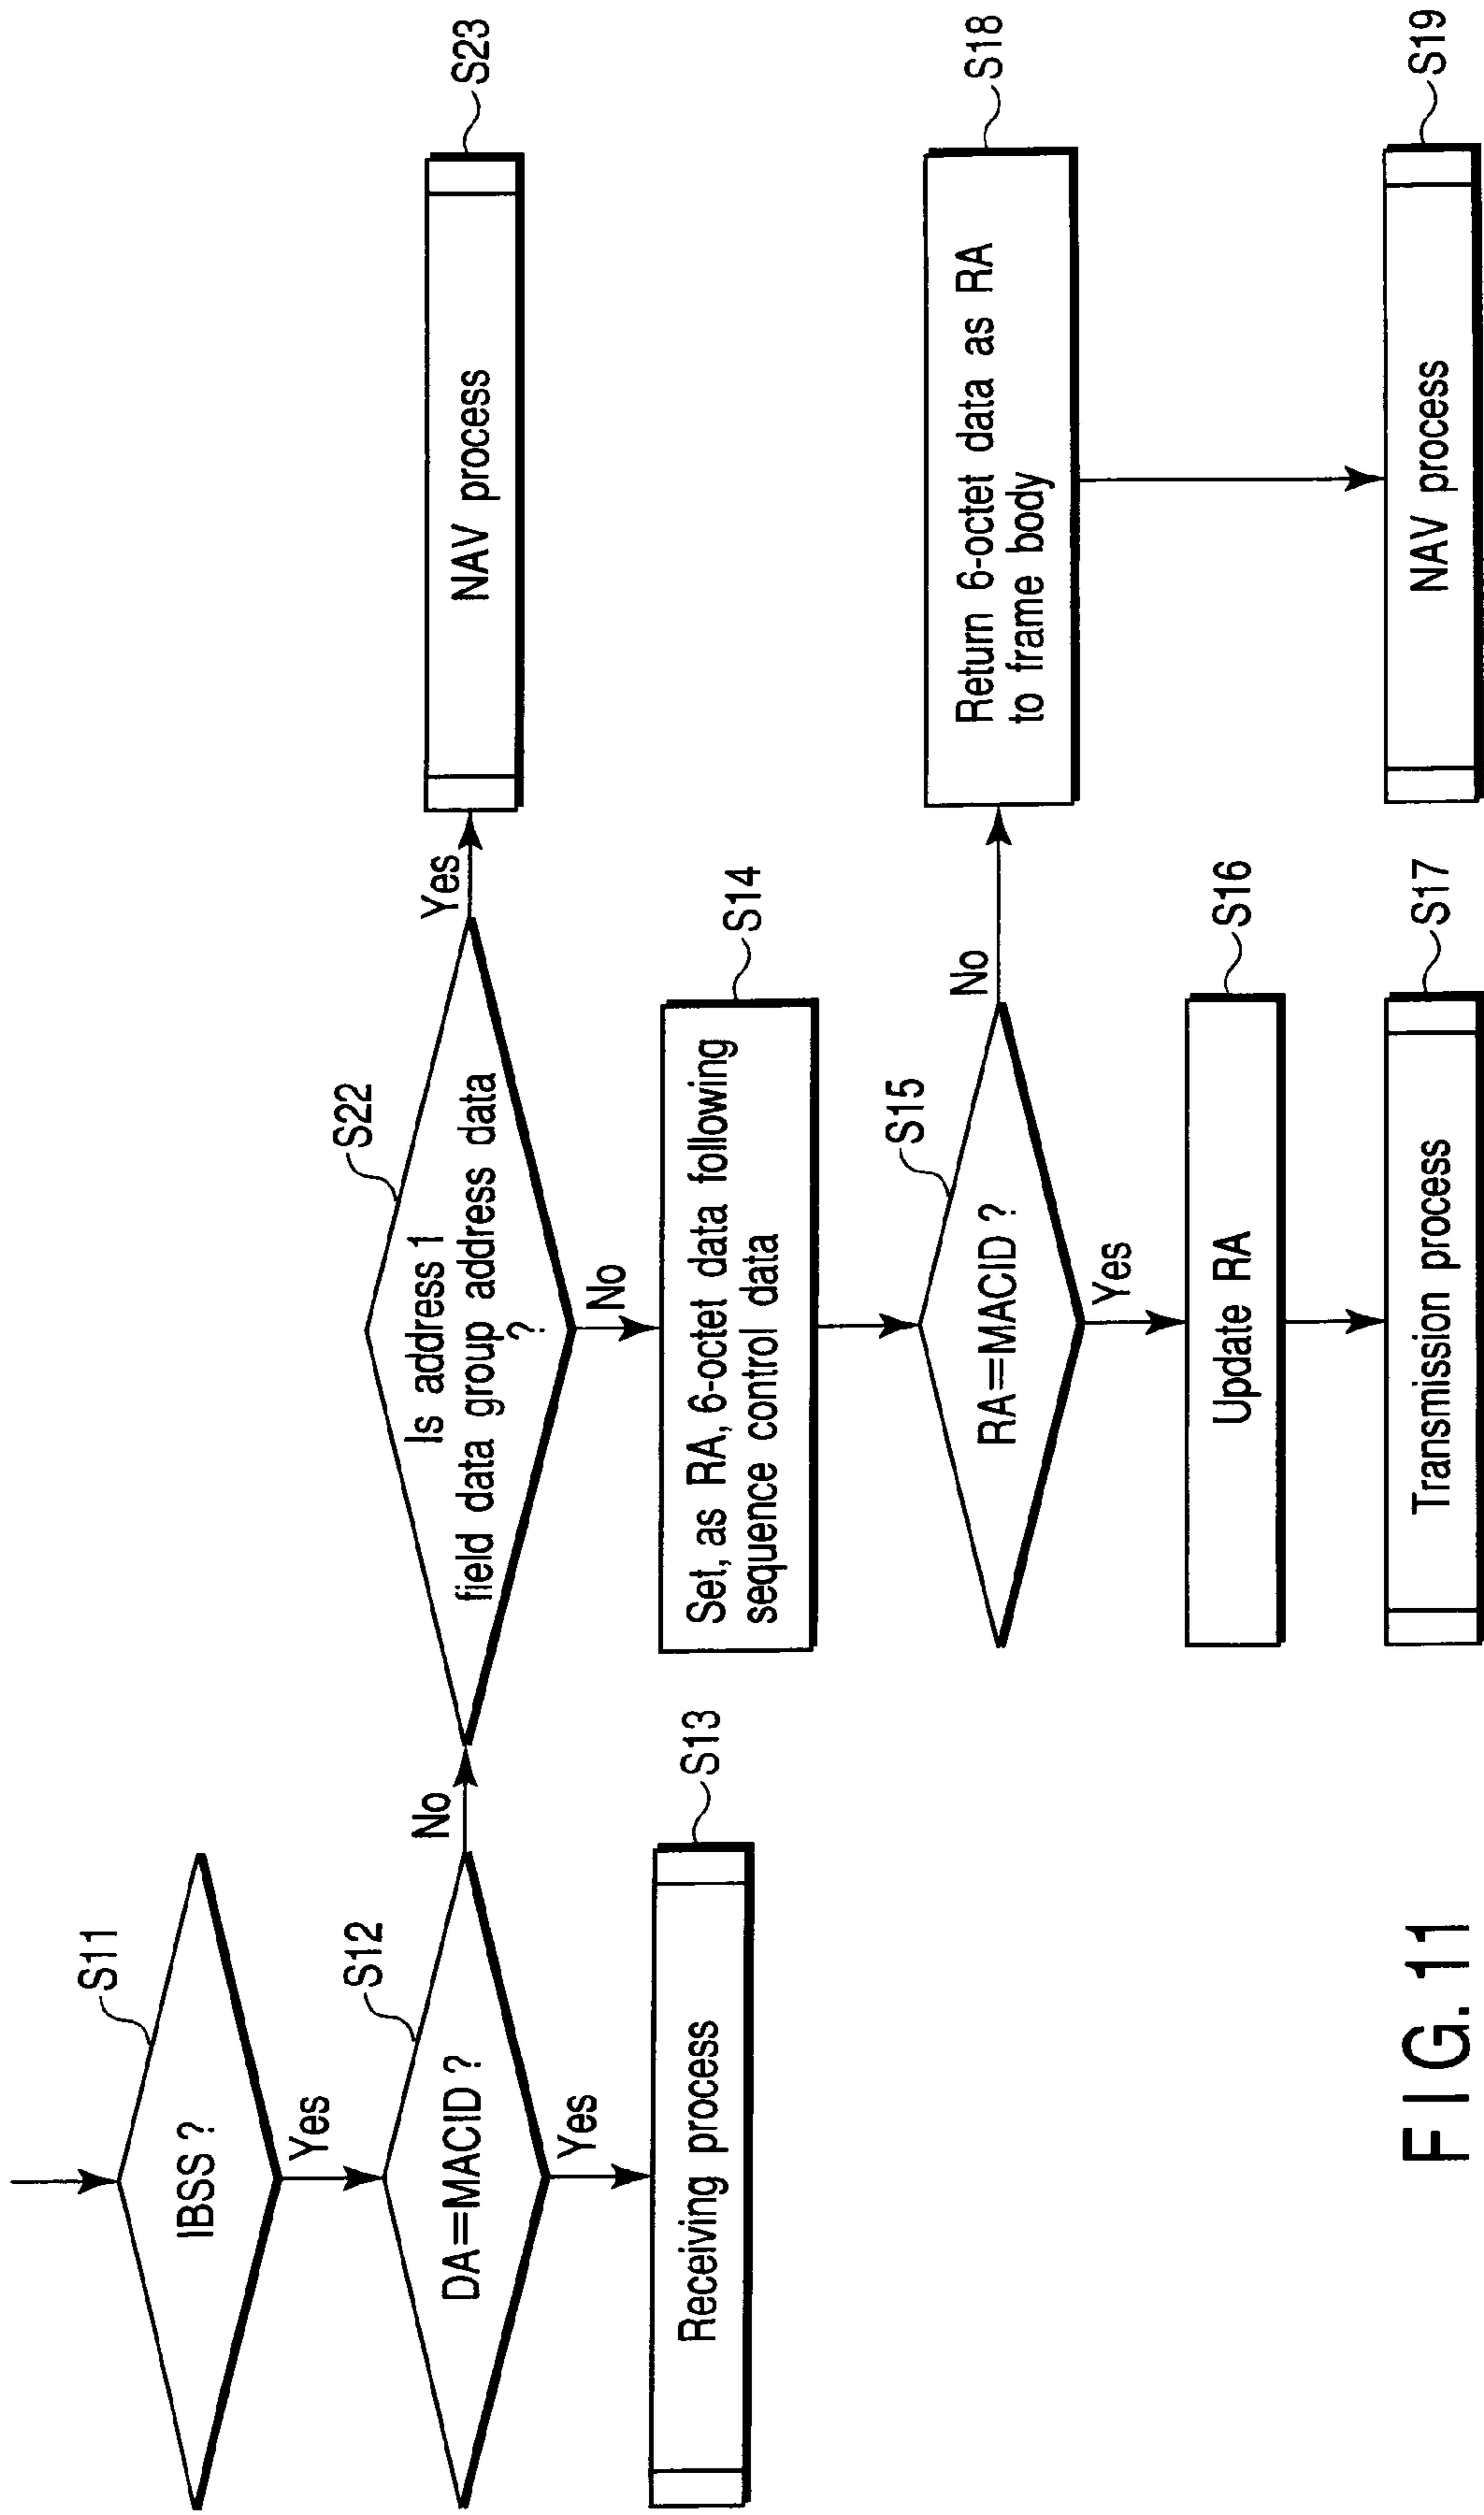 S11
IBSS ?
Yes
S12
DA=MACID ?
No
Yes
S13
Receiving process
S22
Is address 1
field data group address data
?
Yes
No
S23
NAV process
S14
Set, as RA, 6-octet data following
sequence control data
S15
RA=MACID ?
No
Yes
S18
Return 6-octet data as RA
to frame body
S16
Update RA
S17
Transmission process
S19
NAV process
FIG. 11